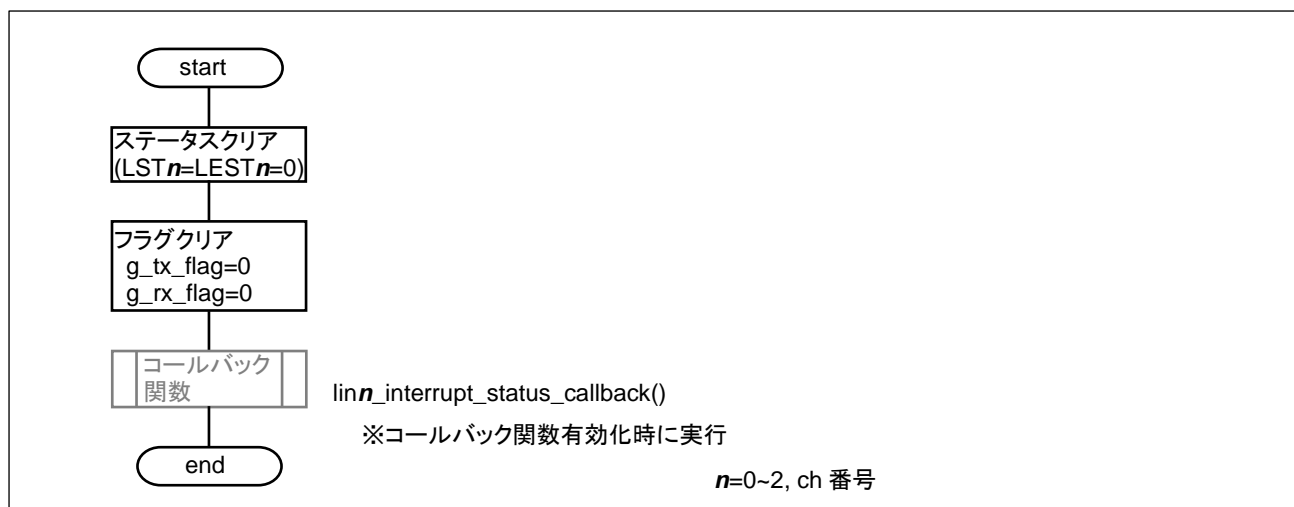 start
ステータスクリア
(LSTn=LESTn=0)
フラグクリア
g_tx_flag=0
g_rx_flag=0
コールバック
関数
linn_interrupt_status_callback()
※コールバック関数有効化時に実行
end
n=0~2, ch 番号